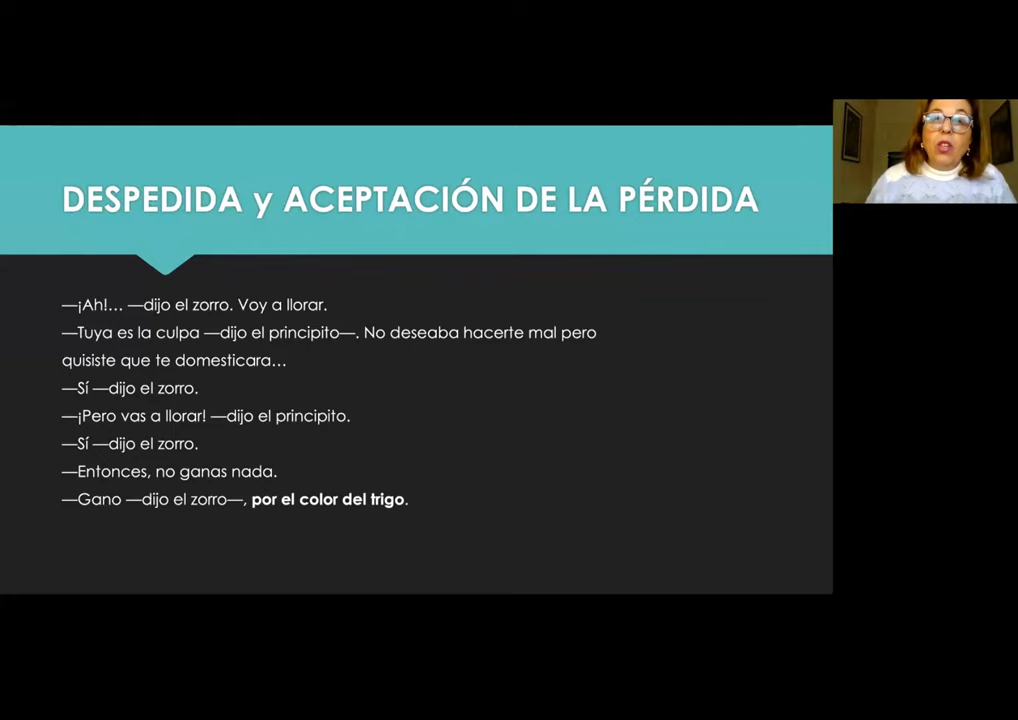 DESPEDIDA y ACEPTACIÓN DE LA PÉRDIDA
—¡Ah!… —dijo el zorro. Voy a llorar.
—Tuya es la culpa —dijo el principito—. No deseaba hacerte mal pero
quisiste que te domesticara…
—Sí —dijo el zorro.
—¡Pero vas a llorar! —dijo el principito.
—Sí —dijo el zorro.
—Entonces, no ganas nada.
—Gano —dijo el zorro—, por el color del trigo.